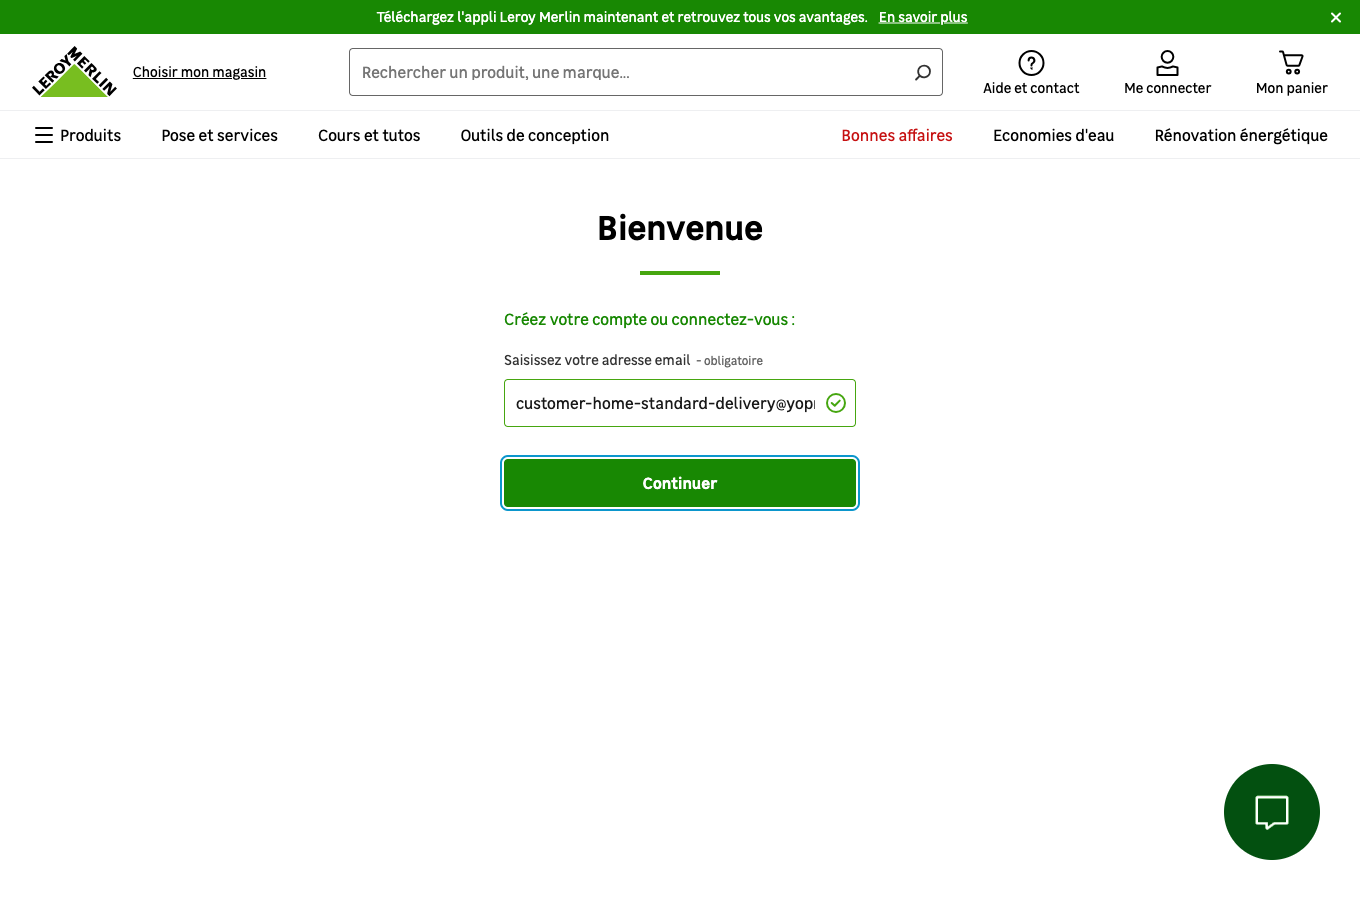 Téléchargez l'appli Leroy Merlin maintenant et retrouvez tous vos avantages. En savoir plus
LEROY MERLIN
Choisir mon magasin
Rechercher un produit, une marque...
Aide et contact
Me connecter
Mon panier
Produits
Pose et services
Cours et tutos
Outils de conception
Bonnes affaires
Economies d'eau
Rénovation énergétique
Bienvenue
Créez votre compte ou connectez-vous :
Saisissez votre adresse email - obligatoire
customer-home-standard-delivery@yop
Continuer